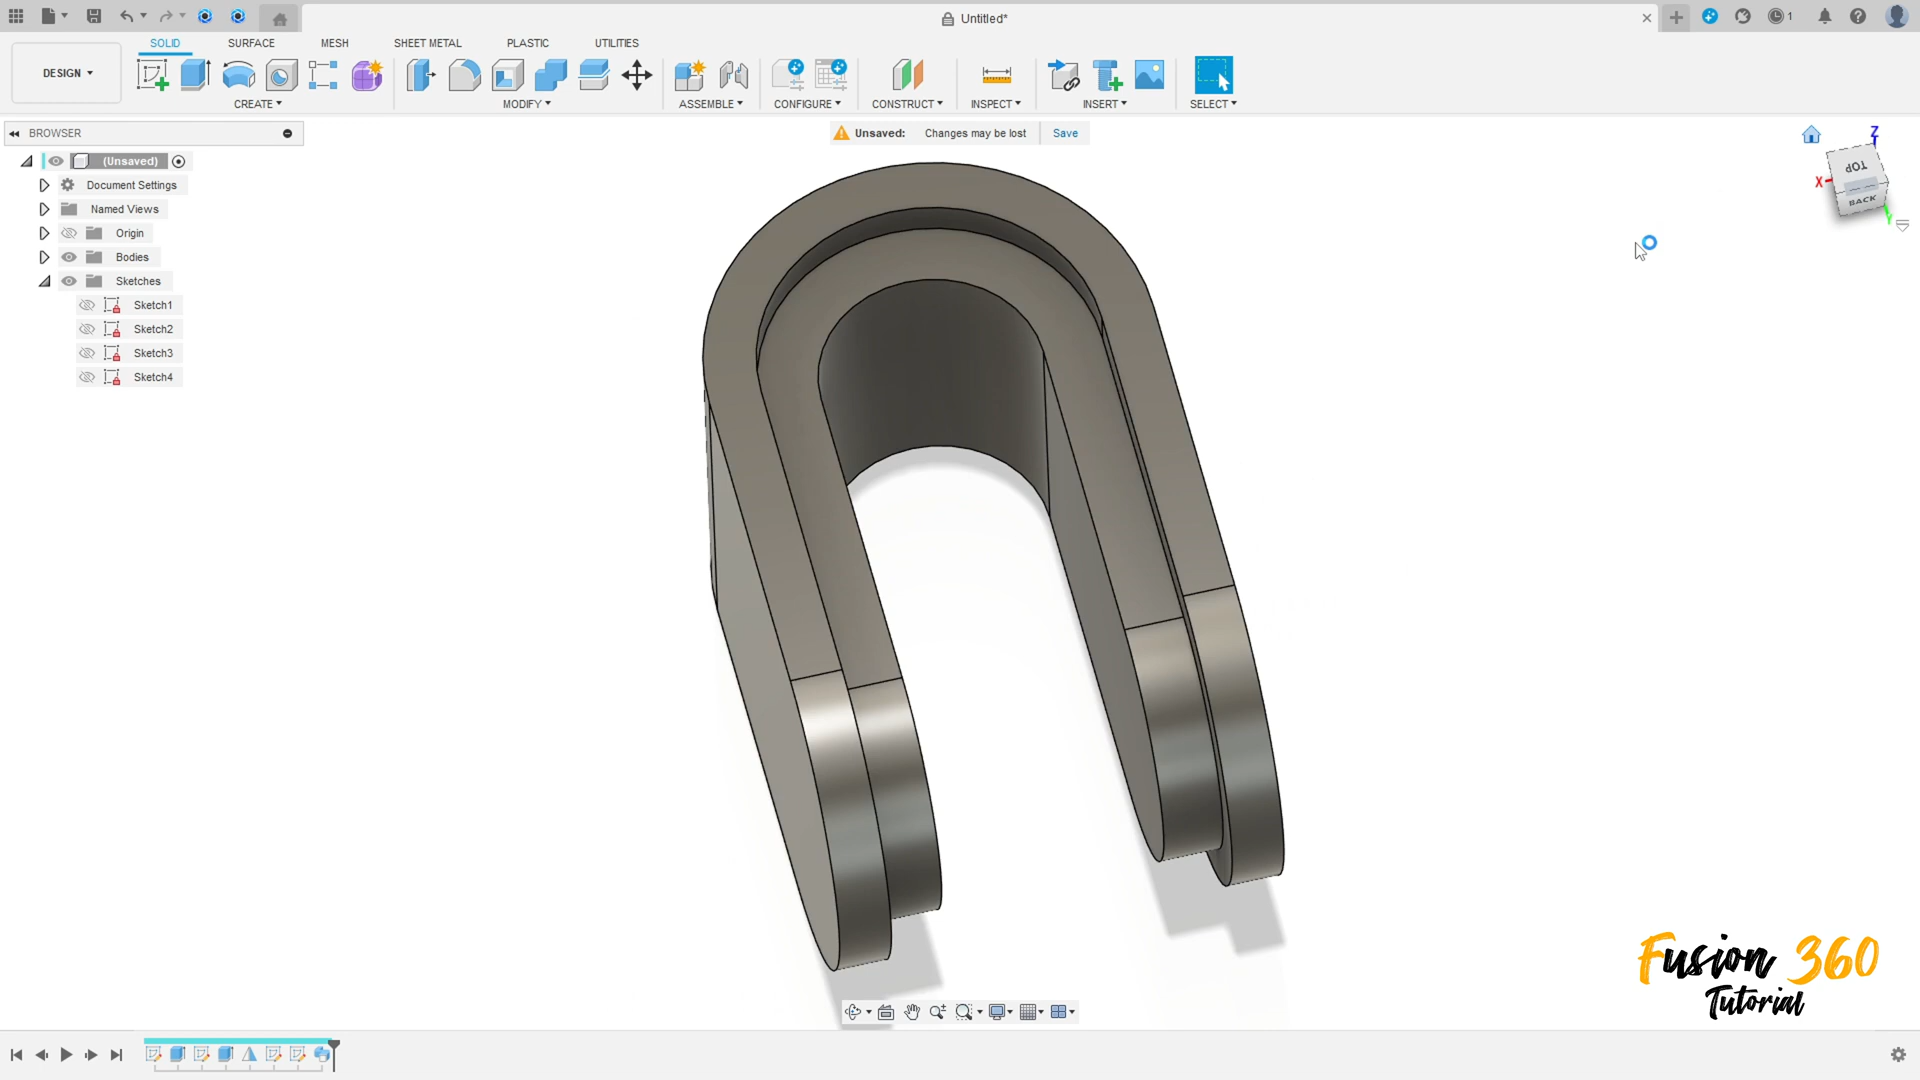 Untitled*
1
DESIGN
SOLID
SURFACE
MESH
SHEET METAL
PLASTIC
UTILITIES
CREATE
MODIFY
ASSEMBLE
CONFIGURE
CONSTRUCT
INSPECT
INSERT
SELECT
BROWSER
Unsaved: Changes may be lost Save
(Unsaved)
Document Settings
Named Views
Origin
Bodies
Sketches
Sketch1
Sketch2
Sketch3
Sketch4
Z
TOP
X
BACK
Y
Fusion 360
Tutorial